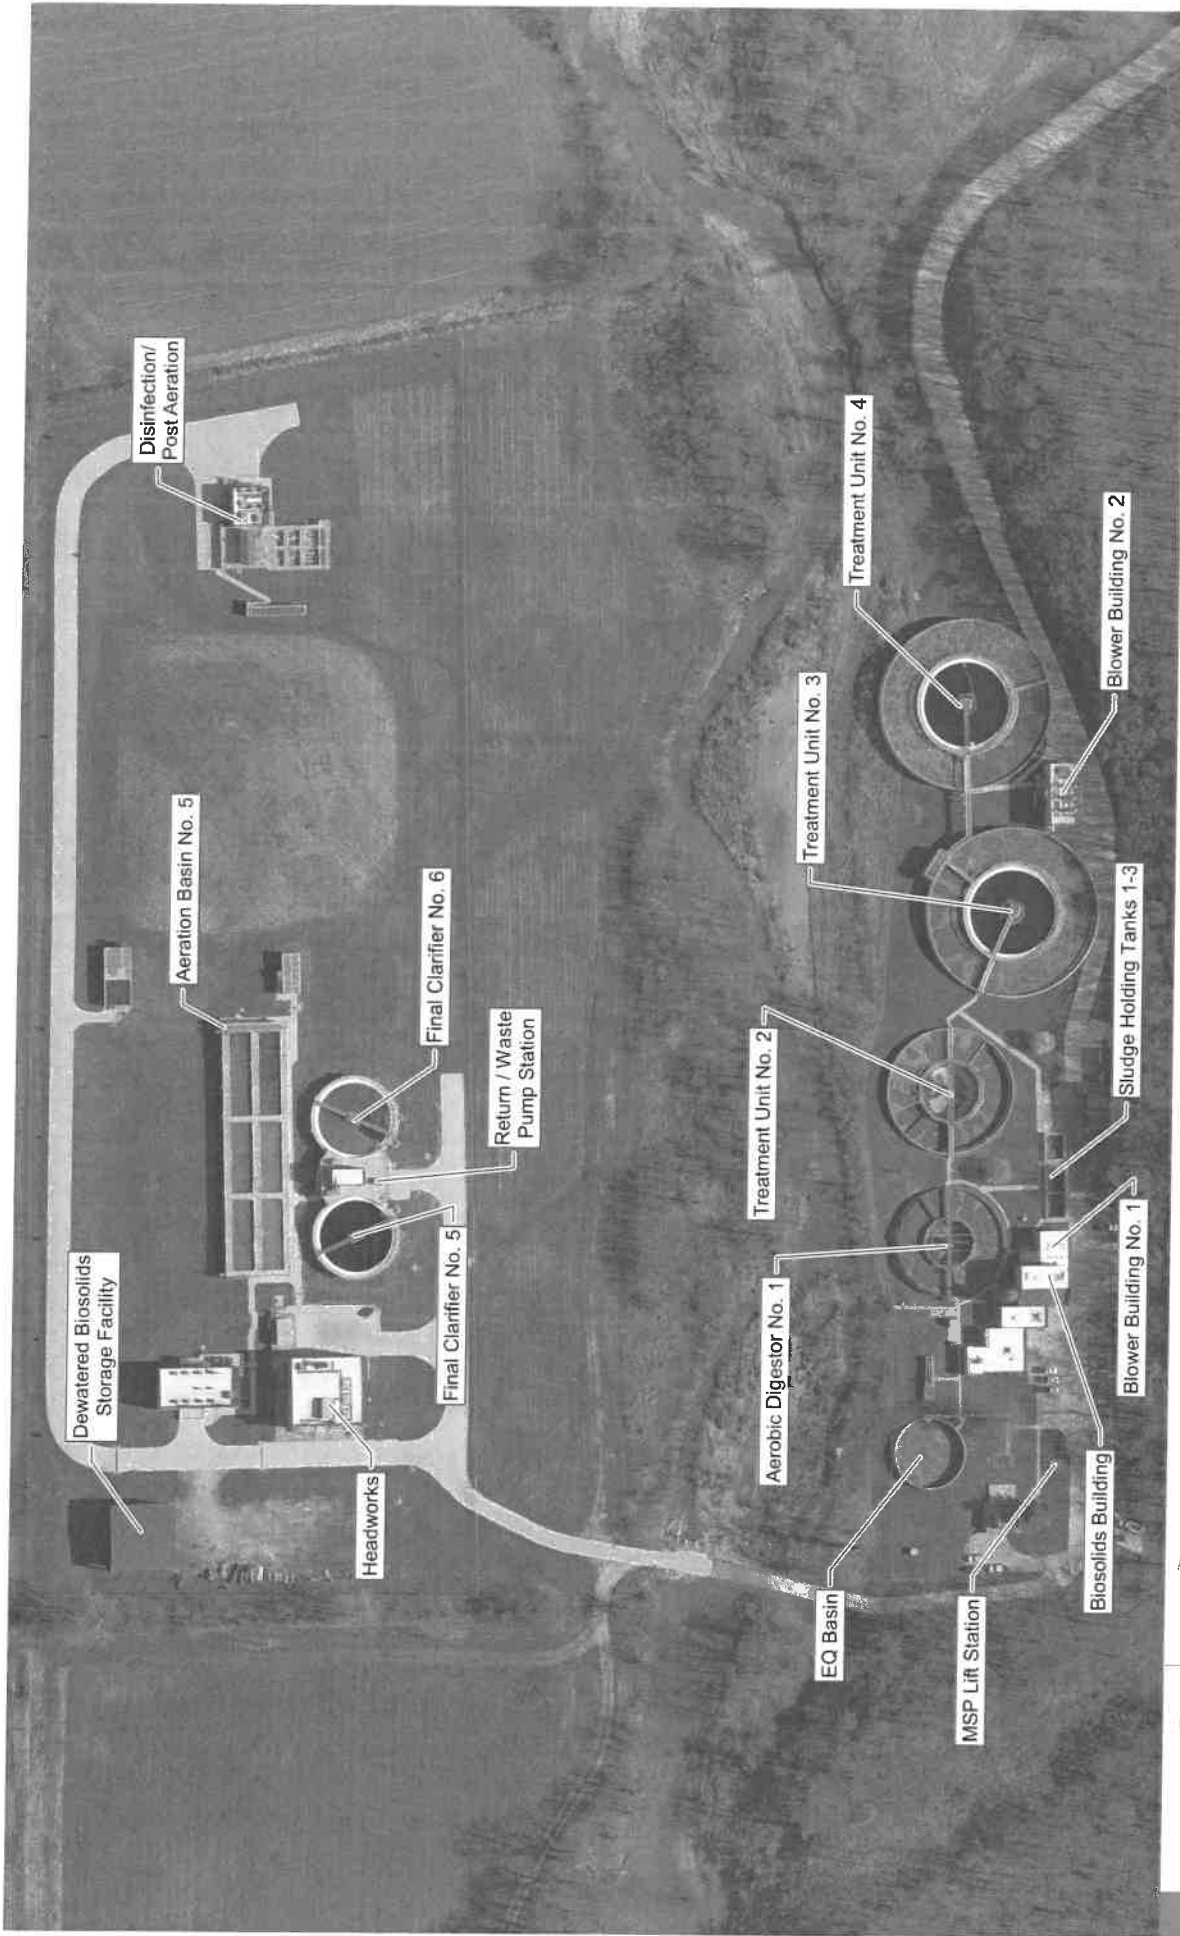 Dewatered Biosolids
Storage Facility
Headworks
Aeration Basin No. 5
Disinfection/
Post Aeration
Final Clarifier No. 5
Final Clarifier No. 6
Return / Waste
Pump Station
EQ Basin
MSP Lift Station
Aerobic Digestor No. 1
Treatment Unit No. 2
Treatment Unit No. 3
Treatment Unit No. 4
Biosolids Building
Blower Building No. 1
Sludge Holding Tanks 1-3
Blower Building No. 2